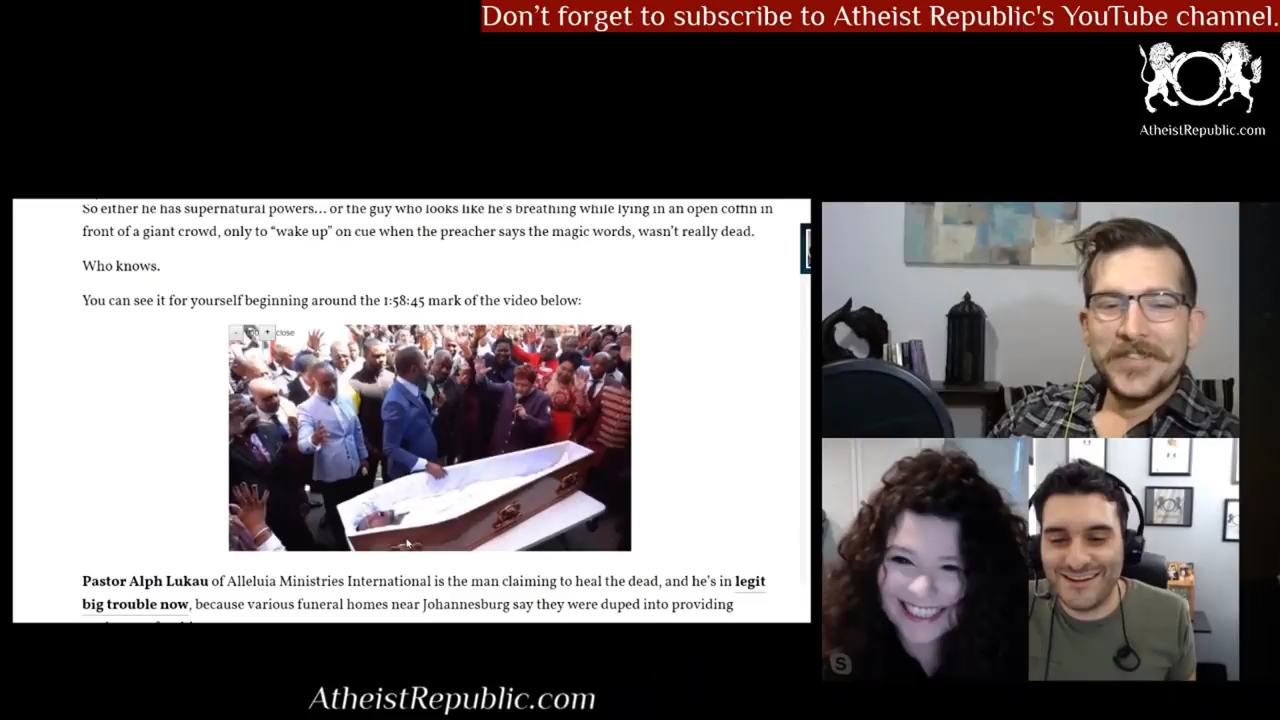 Don’t forget to subscribe to Atheist Republic's YouTube channel.
AtheistRepublic.com
So either he has supernatural powers… or the guy who looks like he's breathing while lying in an open coffin in
front of a giant crowd, only to “wake up” on cue when the preacher says the magic words, wasn’t really dead.
Who knows.
You can see it for yourself beginning around the 1:58:45 mark of the video below:
- + close
Pastor Alph Lukau of Alleluia Ministries International is the man claiming to heal the dead, and he’s in legit
big trouble now, because various funeral homes near Johannesburg say they were duped into providing
S
AtheistRepublic.com